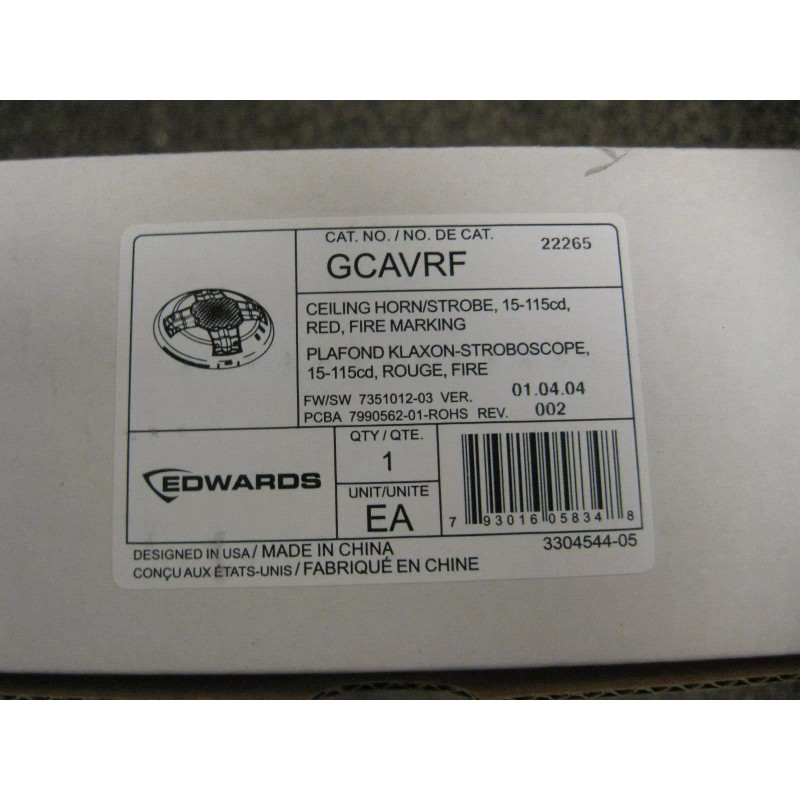 CAT. NO. / NO. DE CAT. 22265
GCAVRF
CEILING HORN/STROBE, 15-115cd,
RED, FIRE MARKING
PLAFOND KLAXON-STROBOSCOPE,
15-115cd, ROUGE, FIRE
FW/SW 7351012-03 VER. 01.04.04
PCBA 7990562-01-ROHS REV. 002
EDWARDS
QTY / QTE.
1
UNIT/UNITE
EA
7 93016 05834 8
DESIGNED IN USA / MADE IN CHINA 3304544-05
CONÇU AUX ÉTATS-UNIS / FABRIQUÉ EN CHINE